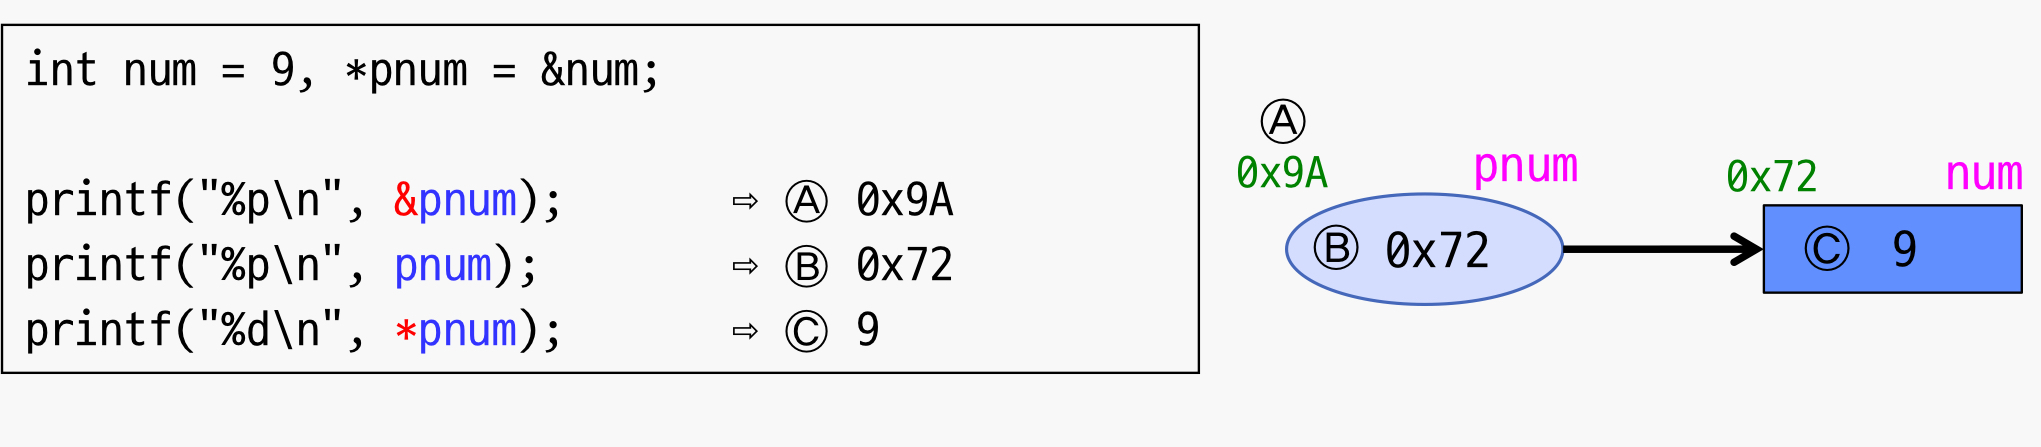 int num = 9, *pnum = &num;
printf("%p\n", &pnum); ⇨ Ⓐ 0x9A
printf("%p\n", pnum); ⇨ Ⓑ 0x72
printf("%d\n", *pnum); ⇨ Ⓒ 9
Ⓐ
0x9A pnum 0x72 num
Ⓑ 0x72 Ⓒ 9